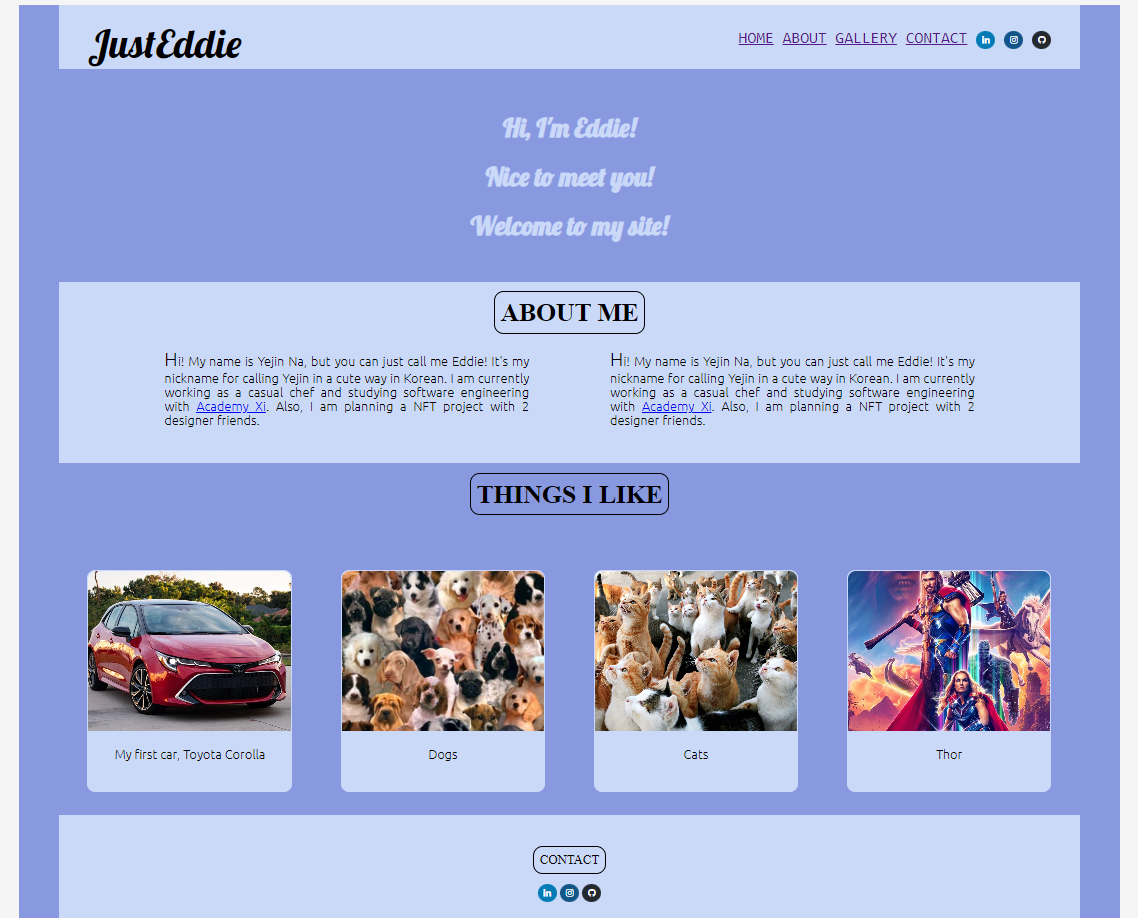 JustEddie
HOME ABOUT GALLERY CONTACT in
Hi, I'm Eddie!
Nice to meet you!
Welcome to my site!
ABOUT ME
Hi! My name is Yejin Na, but you can just call me Eddie! It's my
nickname for calling Yejin in a cute way in Korean. I am currently
working as a casual chef and studying software engineering
with Academy Xi. Also, I am planning a NFT project with 2
designer friends.
Hi! My name is Yejin Na, but you can just call me Eddie! It's my
nickname for calling Yejin in a cute way in Korean. I am currently
working as a casual chef and studying software engineering
with Academy Xi. Also, I am planning a NFT project with 2
designer friends.
THINGS I LIKE
My first car, Toyota Corolla
Dogs
Cats
Thor
CONTACT
in